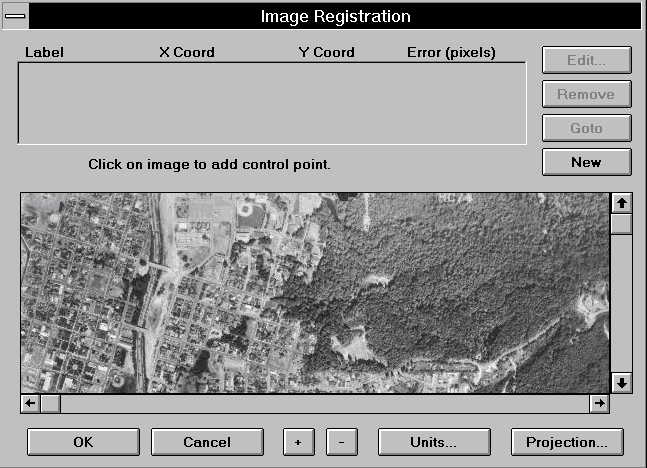 Image Registration
Label X Coord Y Coord Error (pixels)
Edit...
Remove
Goto
New
Click on image to add control point.
OK Cancel + - Units... Projection...